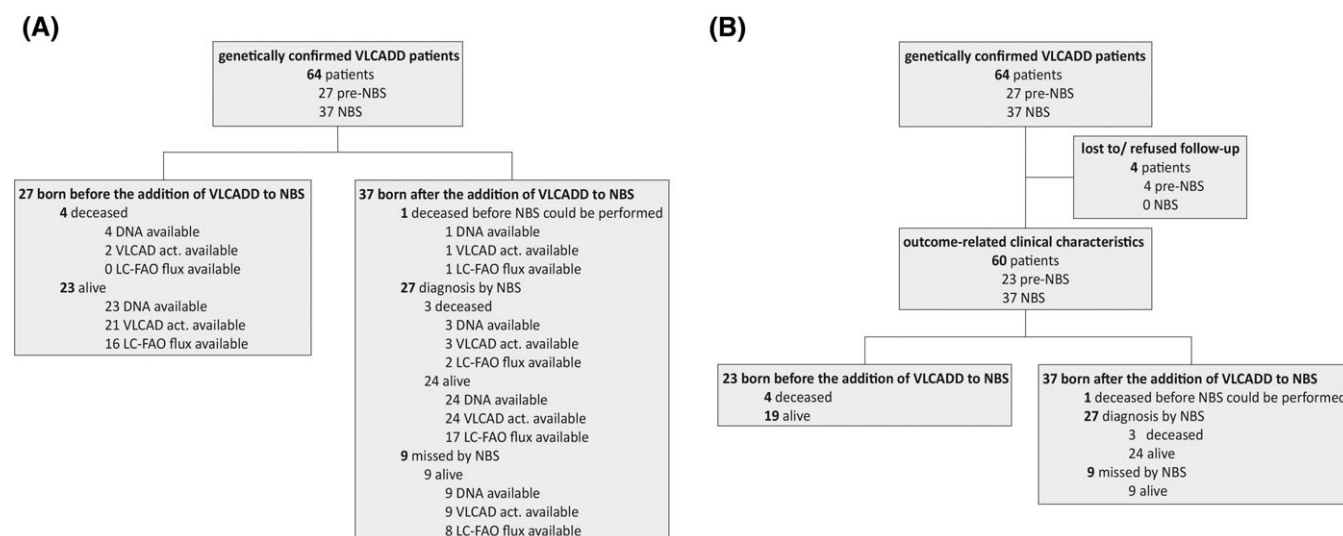 (A)
genetically confirmed VLCADD patients
64 patients
27 pre-NBS
37 NBS
27 born before the addition of VLCADD to NBS
4 deceased
4 DNA available
2 VLCAD act. available
0 LC-FAO flux available
23 alive
23 DNA available
21 VLCAD act. available
16 LC-FAO flux available
37 born after the addition of VLCADD to NBS
1 deceased before NBS could be performed
1 DNA available
1 VLCAD act. available
1 LC-FAO flux available
27 diagnosis by NBS
3 deceased
3 DNA available
3 VLCAD act. available
2 LC-FAO flux available
24 alive
24 DNA available
24 VLCAD act. available
17 LC-FAO flux available
9 missed by NBS
9 alive
9 DNA available
9 VLCAD act. available
8 LC-FAO flux available
(B)
genetically confirmed VLCADD patients
64 patients
27 pre-NBS
37 NBS
lost to/ refused follow-up
4 patients
4 pre-NBS
0 NBS
outcome-related clinical characteristics
60 patients
23 pre-NBS
37 NBS
23 born before the addition of VLCADD to NBS
4 deceased
19 alive
37 born after the addition of VLCADD to NBS
1 deceased before NBS could be performed
27 diagnosis by NBS
3 deceased
24 alive
9 missed by NBS
9 alive